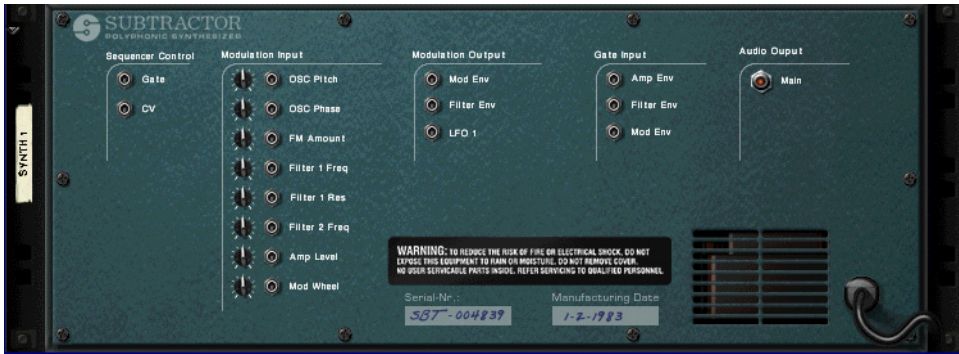 SUBTRACTOR
POLYPHONIC SYNTHESIZER
SYNTH 1
Sequencer Control
Gate
CV
Modulation Input
OSC Pitch
OSC Phase
FM Amount
Filter 1 Freq
Filter 1 Res
Filter 2 Freq
Amp Level
Mod Wheel
Modulation Output
Mod Env
Filter Env
LFO 1
Gate Input
Amp Env
Filter Env
Mod Env
Audio Ouput
Main
WARNING: TO REDUCE THE RISK OF FIRE OR ELECTRICAL SHOCK, DO NOT
EXPOSE THIS EQUIPMENT TO RAIN OR MOISTURE. DO NOT REMOVE COVER.
NO USER SERVICABLE PARTS INSIDE. REFER SERVICING TO QUALIFIED PERSONNEL.
Serial-Nr.:
SBT-004839
Manufacturing Date
1-2-1983